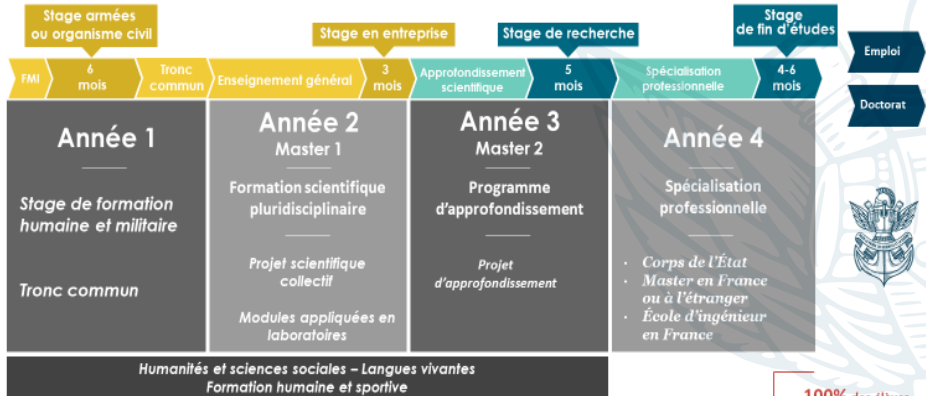 Stage armées
ou organisme civil
Stage en entreprise
Stage de recherche
Stage
de fin d'études
FMI
6
mois
Tronc
commun
Enseignement général
3
mois
Approfondissement
scientifique
5
mois
Spécialisation
professionnelle
4-6
mois
Emploi
Doctorat
Année 1
Stage de formation
humaine et militaire
Tronc commun
Année 2
Master 1
Formation scientifique
pluridisciplinaire
Projet scientifique
collectif
Modules appliquées en
laboratoires
Année 3
Master 2
Programme
d'approfondissement
Projet
d'approfondissement
Année 4
Spécialisation
professionnelle
· Corps de l'État
· Master en France
ou à l'étranger
· École d'ingénieur
en France
Humanités et sciences sociales – Langues vivantes
Formation humaine et sportive
100% des élèves